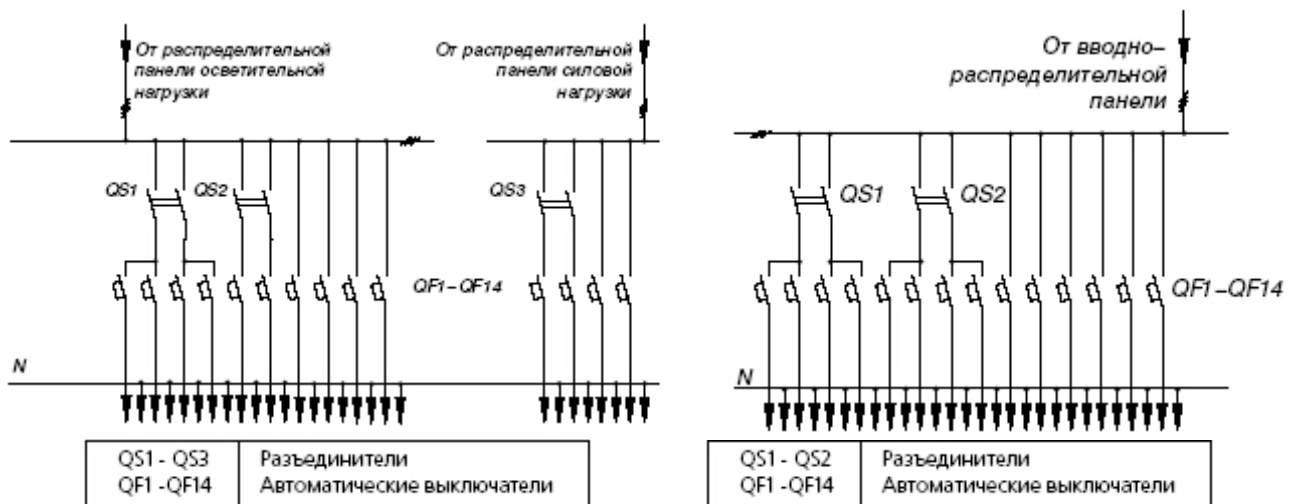 От распределительной
панели осветительной
нагрузки
От распределительной
панели силовой
нагрузки
QS1
QS2
QS3
QF1–QF14
N
QS1 - QS3 Разъединители
QF1 -QF14 Автоматические выключатели
От вводно–
распределительной
панели
QS1
QS2
QF1–QF14
N
QS1 - QS2 Разъединители
QF1 -QF14 Автоматические выключатели